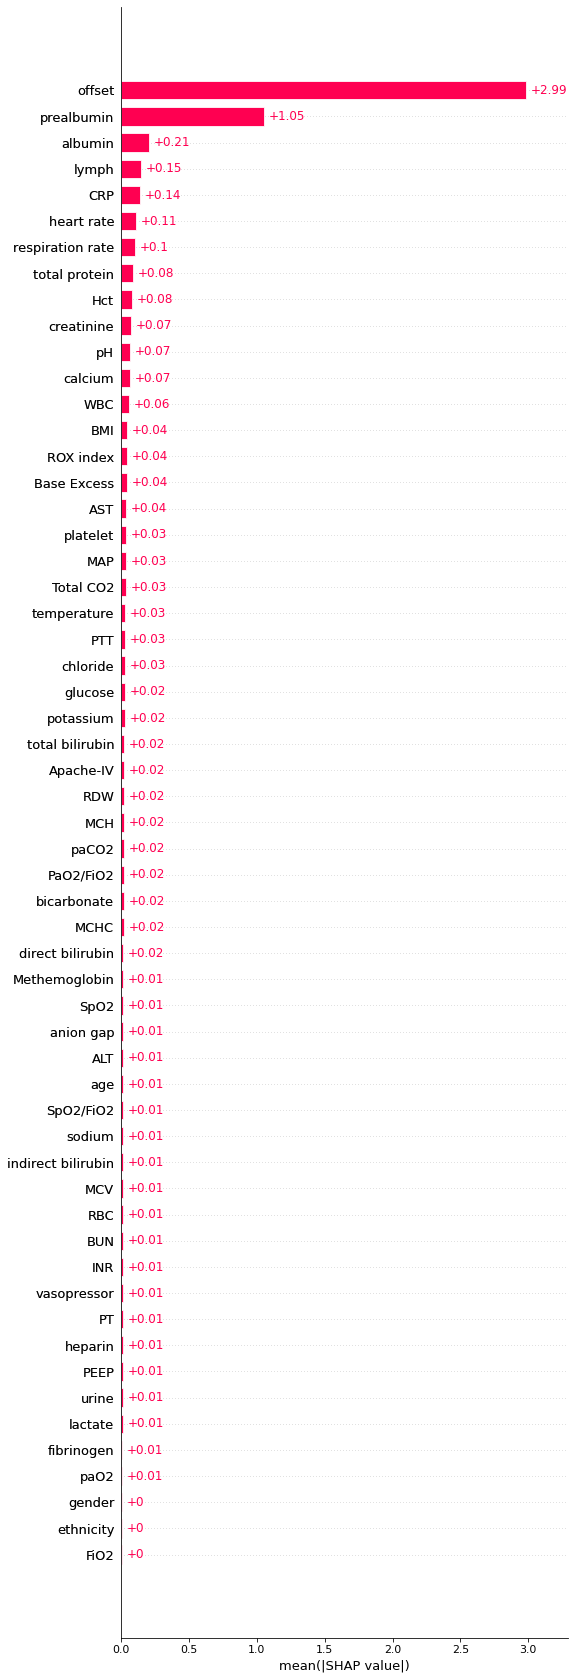 offset +2.99
prealbumin +1.05
albumin +0.21
lymph +0.15
CRP +0.14
heart rate +0.11
respiration rate +0.1
total protein +0.08
Hct +0.08
creatinine +0.07
pH +0.07
calcium +0.07
WBC +0.06
BMI +0.04
ROX index +0.04
Base Excess +0.04
AST +0.04
platelet +0.03
MAP +0.03
Total CO2 +0.03
temperature +0.03
PTT +0.03
chloride +0.03
glucose +0.02
potassium +0.02
total bilirubin +0.02
Apache-IV +0.02
RDW +0.02
MCH +0.02
paCO2 +0.02
PaO2/FiO2 +0.02
bicarbonate +0.02
MCHC +0.02
direct bilirubin +0.02
Methemoglobin +0.01
SpO2 +0.01
anion gap +0.01
ALT +0.01
age +0.01
SpO2/FiO2 +0.01
sodium +0.01
indirect bilirubin +0.01
MCV +0.01
RBC +0.01
BUN +0.01
INR +0.01
vasopressor +0.01
PT +0.01
heparin +0.01
PEEP +0.01
urine +0.01
lactate +0.01
fibrinogen +0.01
paO2 +0.01
gender +0
ethnicity +0
FiO2 +0
0.0 0.5 1.0 1.5 2.0 2.5 3.0
mean(|SHAP value|)